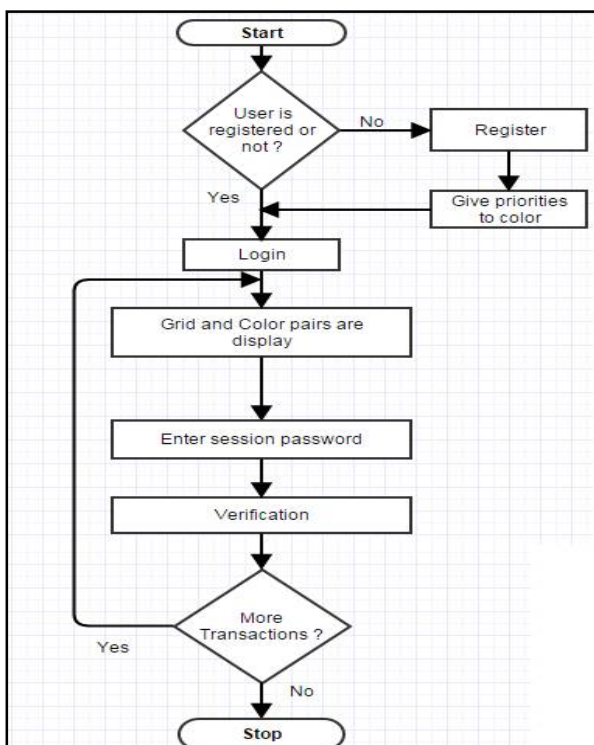 Start
User is
registered or
not ?
No
Register
Yes
Give priorities
to color
Login
Grid and Color pairs are
display
Enter session password
Verification
More
Transactions ?
Yes
No
Stop